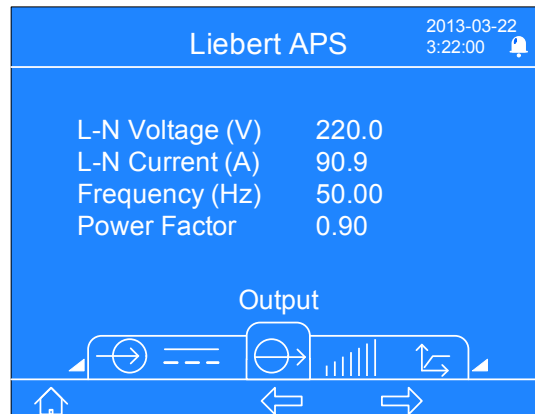 Liebert APS
2013-03-22
3:22:00
L-N Voltage (V) 220.0
L-N Current (A) 90.9
Frequency (Hz) 50.00
Power Factor 0.90
Output